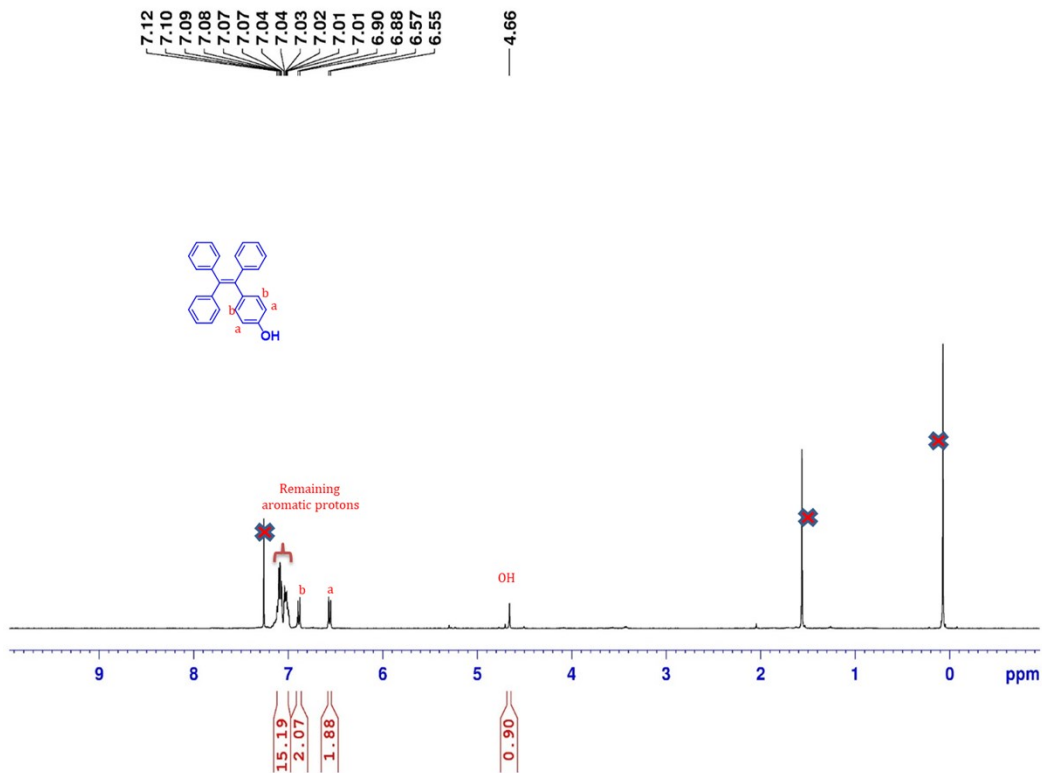 7.12
7.10
7.09
7.08
7.07
7.07
7.04
7.04
7.03
7.02
7.01
7.01
6.90
6.88
6.57
6.55
4.66
b
b a
a
OH
Remaining
aromatic protons
b
a
OH
9 8 7 6 5 4 3 2 1 0 ppm
15.19
2.07
1.88
0.90